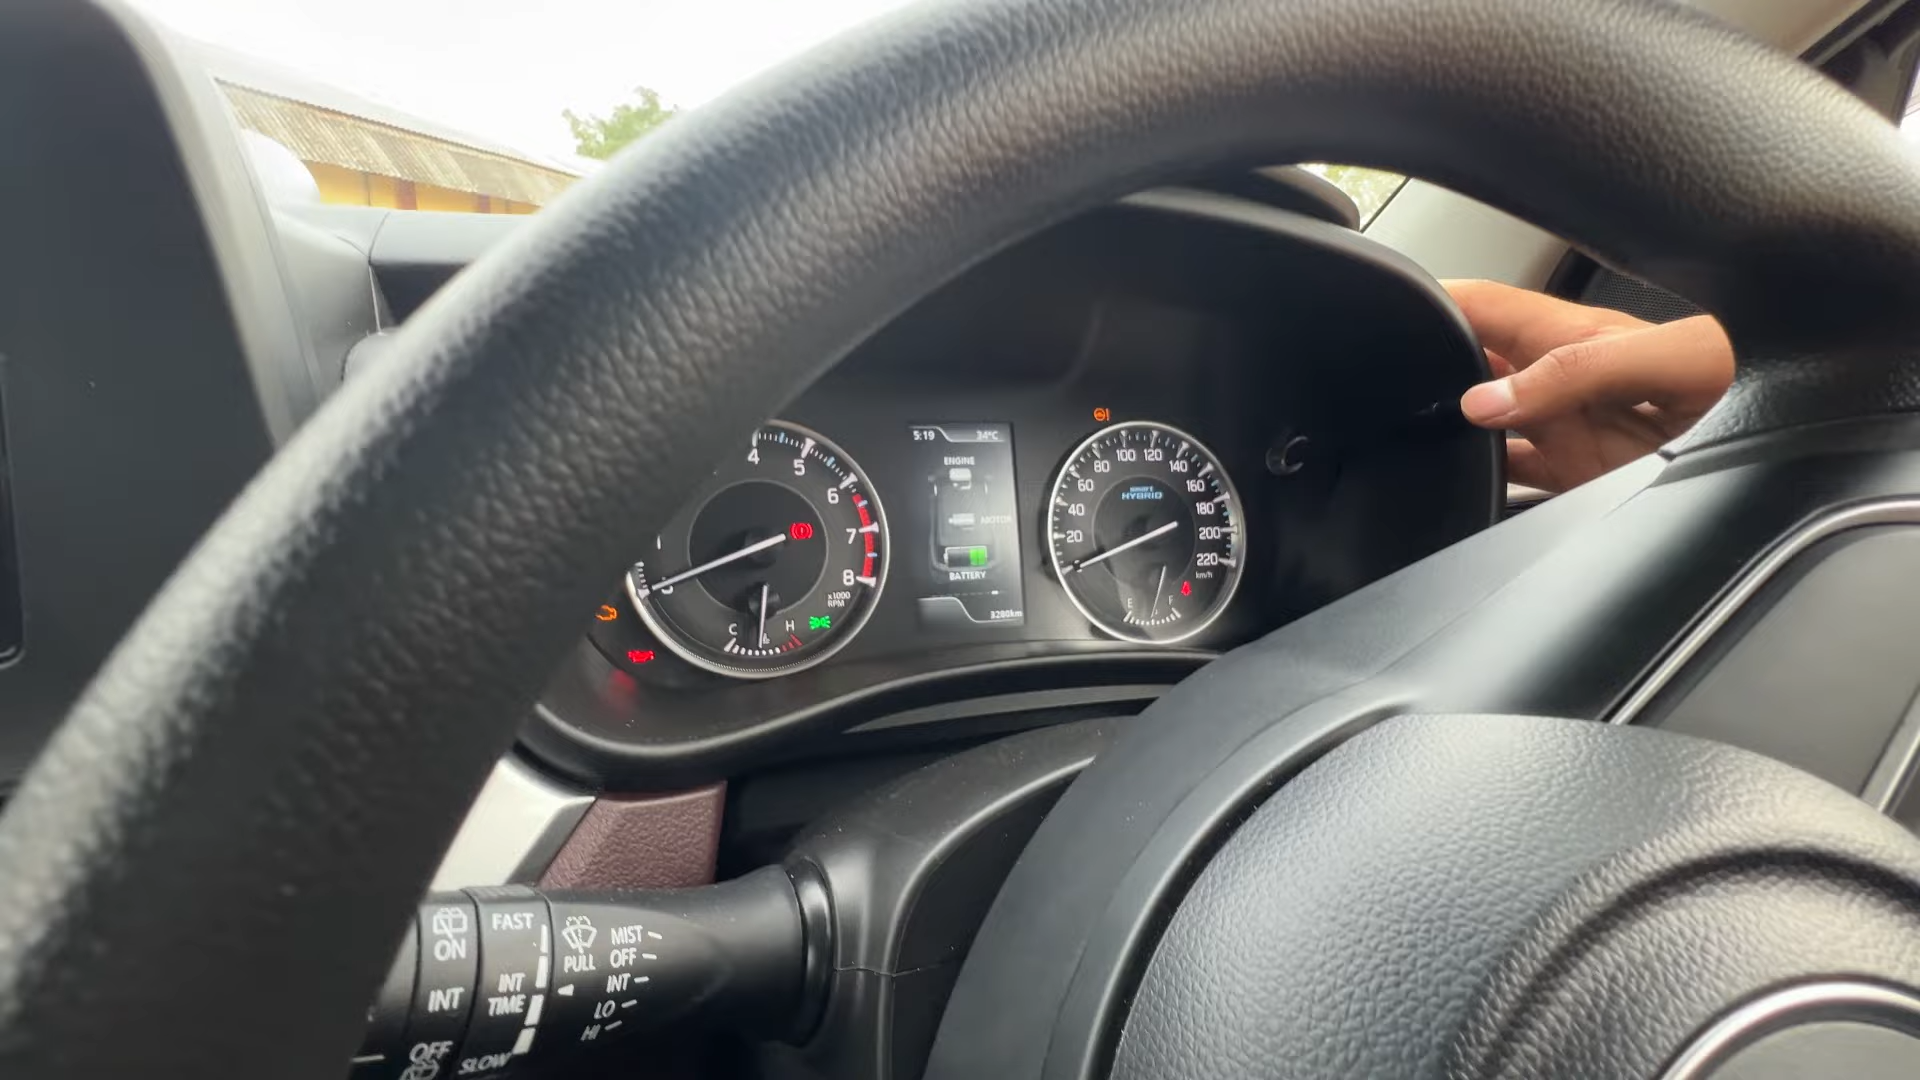 4
5
6
7
8
x1000
RPM
C
H
5:19
34°C
ENGINE
MOTOR
BATTERY
3280km
20
40
60
80
100
120
140
160
180
200
220
km/h
smart
HYBRID
E
F
ON
INT
OFF
FAST
INT
TIME
SLOW
PULL
MIST
OFF
INT
LO
HI